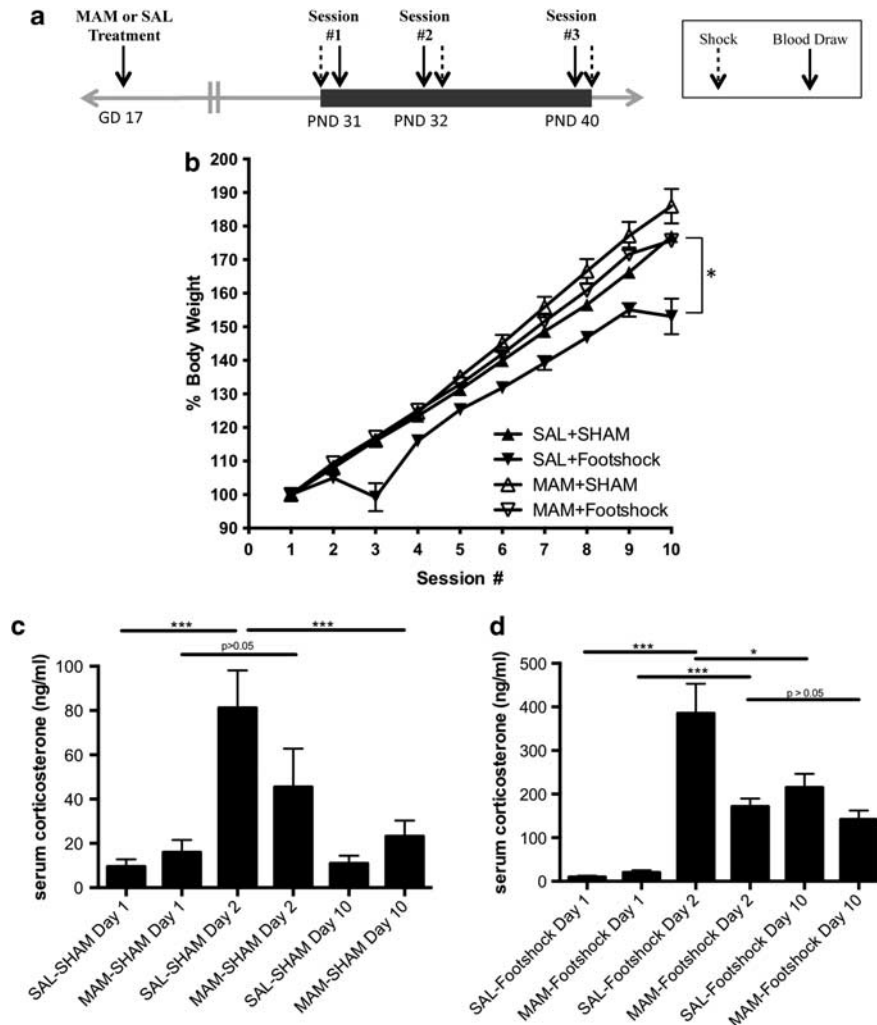 a
MAM or SAL
Treatment
Session
#1
Session
#2
Session
#3
Shock
Blood Draw
GD 17
PND 31
PND 32
PND 40
b
200
190
180
170
160
150
140
130
120
110
100
90
% Body Weight
*
SAL+SHAM
SAL+Footshock
MAM+SHAM
MAM+Footshock
0 1 2 3 4 5 6 7 8 9 10
Session #
c
***
***
p>0.05
100
80
60
40
20
0
serum corticosterone (ng/ml)
SAL-SHAM Day 1
MAM-SHAM Day 1
SAL-SHAM Day 2
MAM-SHAM Day 2
SAL-SHAM Day 10
MAM-SHAM Day 10
d
***
*
***
p > 0.05
500
400
300
200
100
0
serum corticosterone (ng/ml)
SAL-Footshock Day 1
MAM-Footshock Day 1
SAL-Footshock Day 2
MAM-Footshock Day 2
SAL-Footshock Day 10
MAM-Footshock Day 10